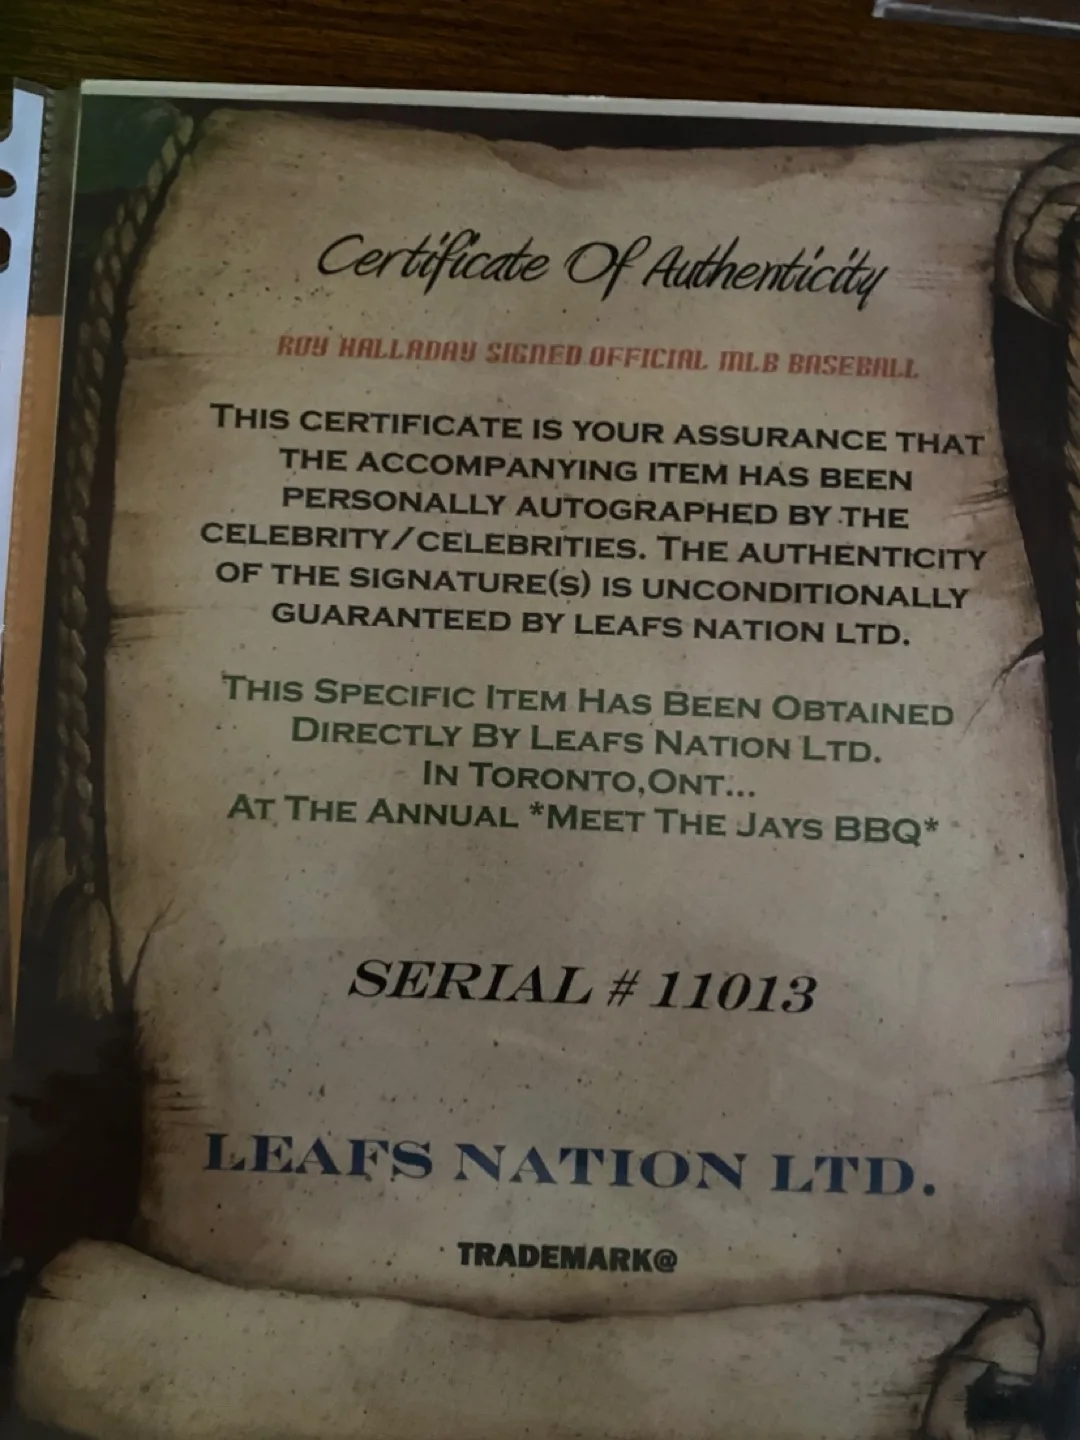 Certificate Of Authenticity
ROY HALLADAY SIGNED OFFICIAL MLB BASEBALL
THIS CERTIFICATE IS YOUR ASSURANCE THAT
THE ACCOMPANYING ITEM HAS BEEN
PERSONALLY AUTOGRAPHED BY THE
CELEBRITY/CELEBRITIES. THE AUTHENTICITY
OF THE SIGNATURE(S) IS UNCONDITIONALLY
GUARANTEED BY LEAFS NATION LTD.
THIS SPECIFIC ITEM HAS BEEN OBTAINED
DIRECTLY BY LEAFS NATION LTD.
IN TORONTO,ONT...
AT THE ANNUAL *MEET THE JAYS BBQ*
SERIAL # 11013
LEAFS NATION LTD.
TRADEMARK@